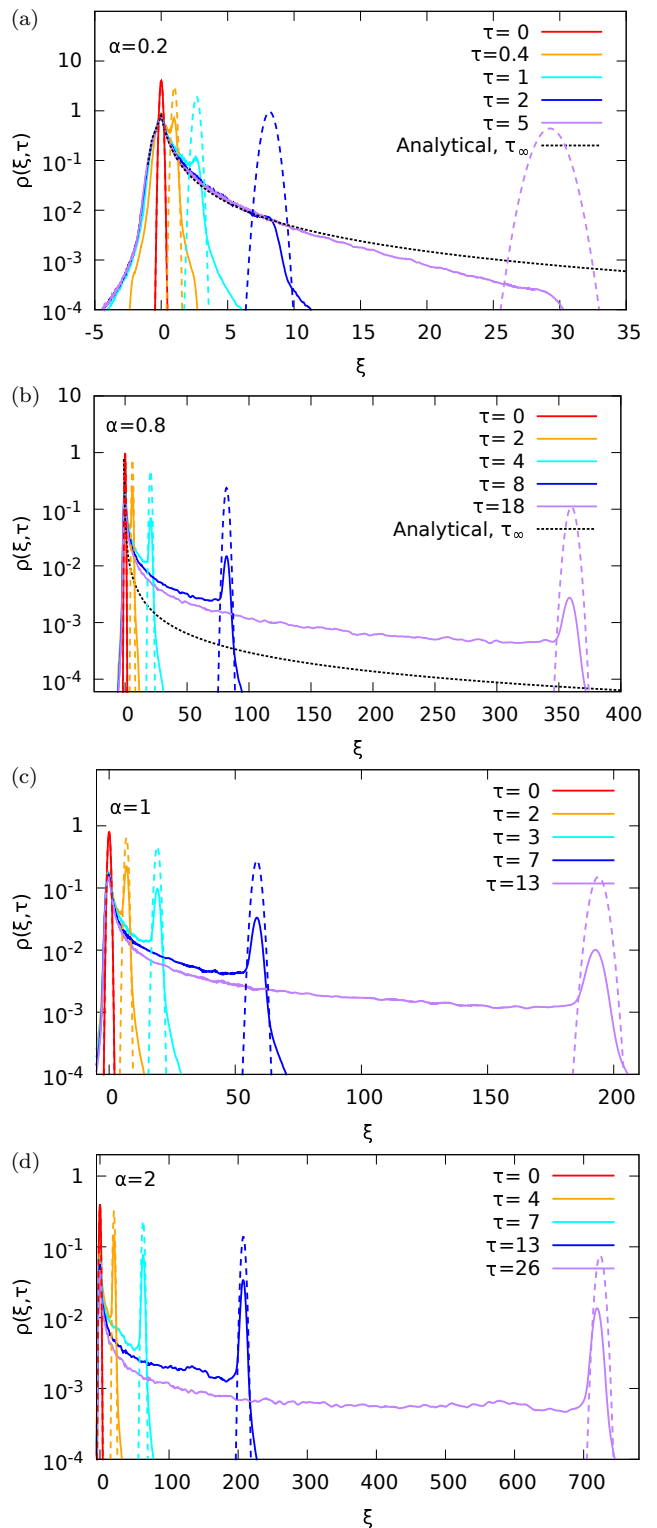 (a)
α=0.2
τ= 0
τ=0.4
τ= 1
τ= 2
τ= 5
Analytical, τ∞
ρ(ξ,τ)
10
1
10-1
10-2
10-3
10-4
-5 0 5 10 15 20 25 30 35
ξ
(b)
α=0.8
τ= 0
τ= 2
τ= 4
τ= 8
τ=18
Analytical, τ∞
ρ(ξ,τ)
10
1
10-1
10-2
10-3
10-4
0 50 100 150 200 250 300 350 400
ξ
(c)
α=1
τ= 0
τ= 2
τ= 3
τ= 7
τ=13
ρ(ξ,τ)
1
10-1
10-2
10-3
10-4
0 50 100 150 200
ξ
(d)
α=2
τ= 0
τ= 4
τ= 7
τ=13
τ=26
ρ(ξ,τ)
1
10-1
10-2
10-3
10-4
0 100 200 300 400 500 600 700
ξ